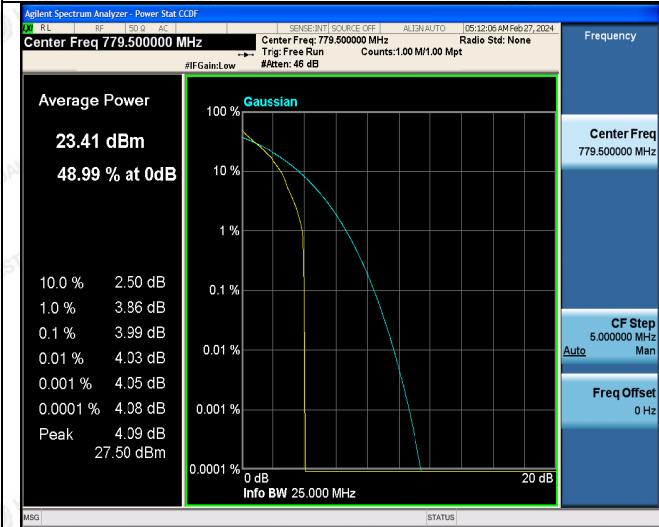 Agilent Spectrum Analyzer - Power Stat CCDF
RL RF 50 Ω AC SENSE:INT SOURCE OFF ALIGN AUTO 05:12:06 AM Feb 27, 2024
Center Freq 779.500000 MHz
Center Freq: 779.500000 MHz Radio Std: None
Trig: Free Run Counts:1.00 M/1.00 Mpt
#IFGain:Low #Atten: 46 dB
Frequency
Average Power
23.41 dBm
48.99 % at 0dB
10.0 % 2.50 dB
1.0 % 3.86 dB
0.1 % 3.99 dB
0.01 % 4.03 dB
0.001 % 4.05 dB
0.0001 % 4.08 dB
Peak 4.09 dB
27.50 dBm
Gaussian
100 %
10 %
1 %
0.1 %
0.01 %
0.001 %
0.0001 %
0 dB 20 dB
Info BW 25.000 MHz
Center Freq
779.500000 MHz
CF Step
5.000000 MHz
Auto Man
Freq Offset
0 Hz
MSG STATUS